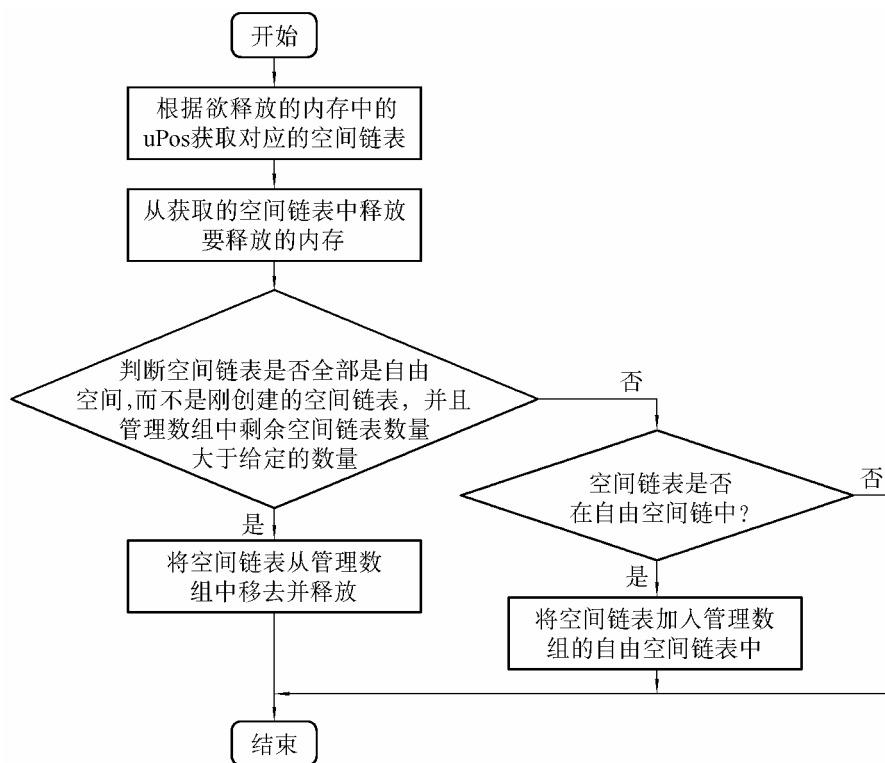 开始
根据欲释放的内存中的
uPos获取对应的空间链表
从获取的空间链表中释放
要释放的内存
判断空间链表是否全部是自由
空间,而不是刚创建的空间链表，并且
管理数组中剩余空间链表数量
大于给定的数量
否
是
空间链表是否
在自由空间链中?
否
是
将空间链表从管理数
组中移去并释放
将空间链表加入管理数
组的自由空间链表中
结束